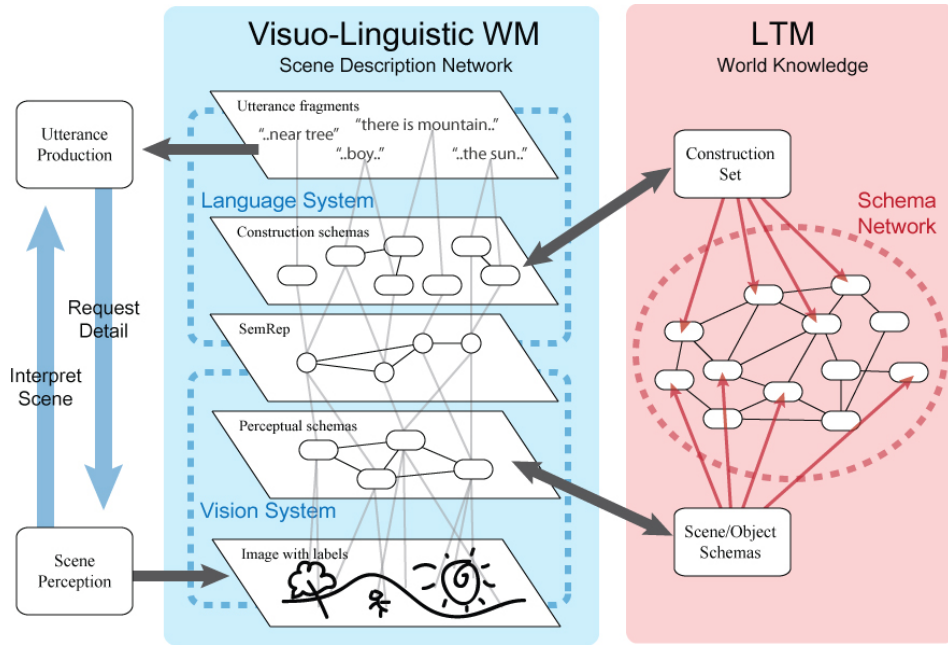 Visuo-Linguistic WM
Scene Description Network
LTM
World Knowledge
Utterance
Production
Utterance fragments
“..near tree”
“there is mountain..”
“..boy..”
“..the sun..”
Language System
Construction schemas
Construction
Set
Schema
Network
Request
Detail
Interpret
Scene
SemRep
Perceptual schemas
Vision System
Scene
Perception
Image with labels
Scene/Object
Schemas